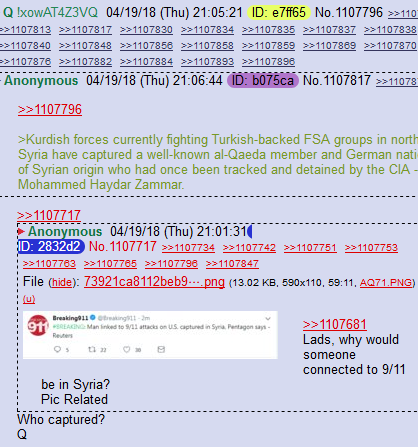 Q !xowAT4Z3VQ 04/19/18 (Thu) 21:05:21 ID: e7ff65 No.1107796 >>110
>>1107813 >>1107817 >>1107830 >>1107834 >>1107835 >>1107837
>>1107840 >>1107848 >>1107856 >>1107859 >>1107869 >>1107870
>>1107876 >>1107882 >>1107884 >>1107893 >>1107896
Anonymous 04/19/18 (Thu) 21:06:44 ID: b075ca No.1107817 >>11078
>>1107796
>Kurdish forces currently fighting Turkish-backed FSA groups in north
Syria have captured a well-known al-Qaeda member and German nati
of Syrian origin who had once been tracked and detained by the CIA -
Mohammed Haydar Zammar.
>>1107717
Anonymous 04/19/18 (Thu) 21:01:31
ID: 2832d2 No.1107717 >>1107734 >>1107742 >>1107751 >>1107753
>>1107763 >>1107765 >>1107796 >>1107847
File (hide): 73921ca8112beb9⋯.png (13.02 KB, 590x110, 59:11, AQ71.PNG)
(u)
911
Breaking911 @Breaking911 · 2m
#BREAKING: Man linked to 9/11 attacks on U.S. captured in Syria, Pentagon says -
Reuters
5 22 30
>>1107681
Lads, why would
someone
connected to 9/11
be in Syria?
Pic Related
Who captured?
Q